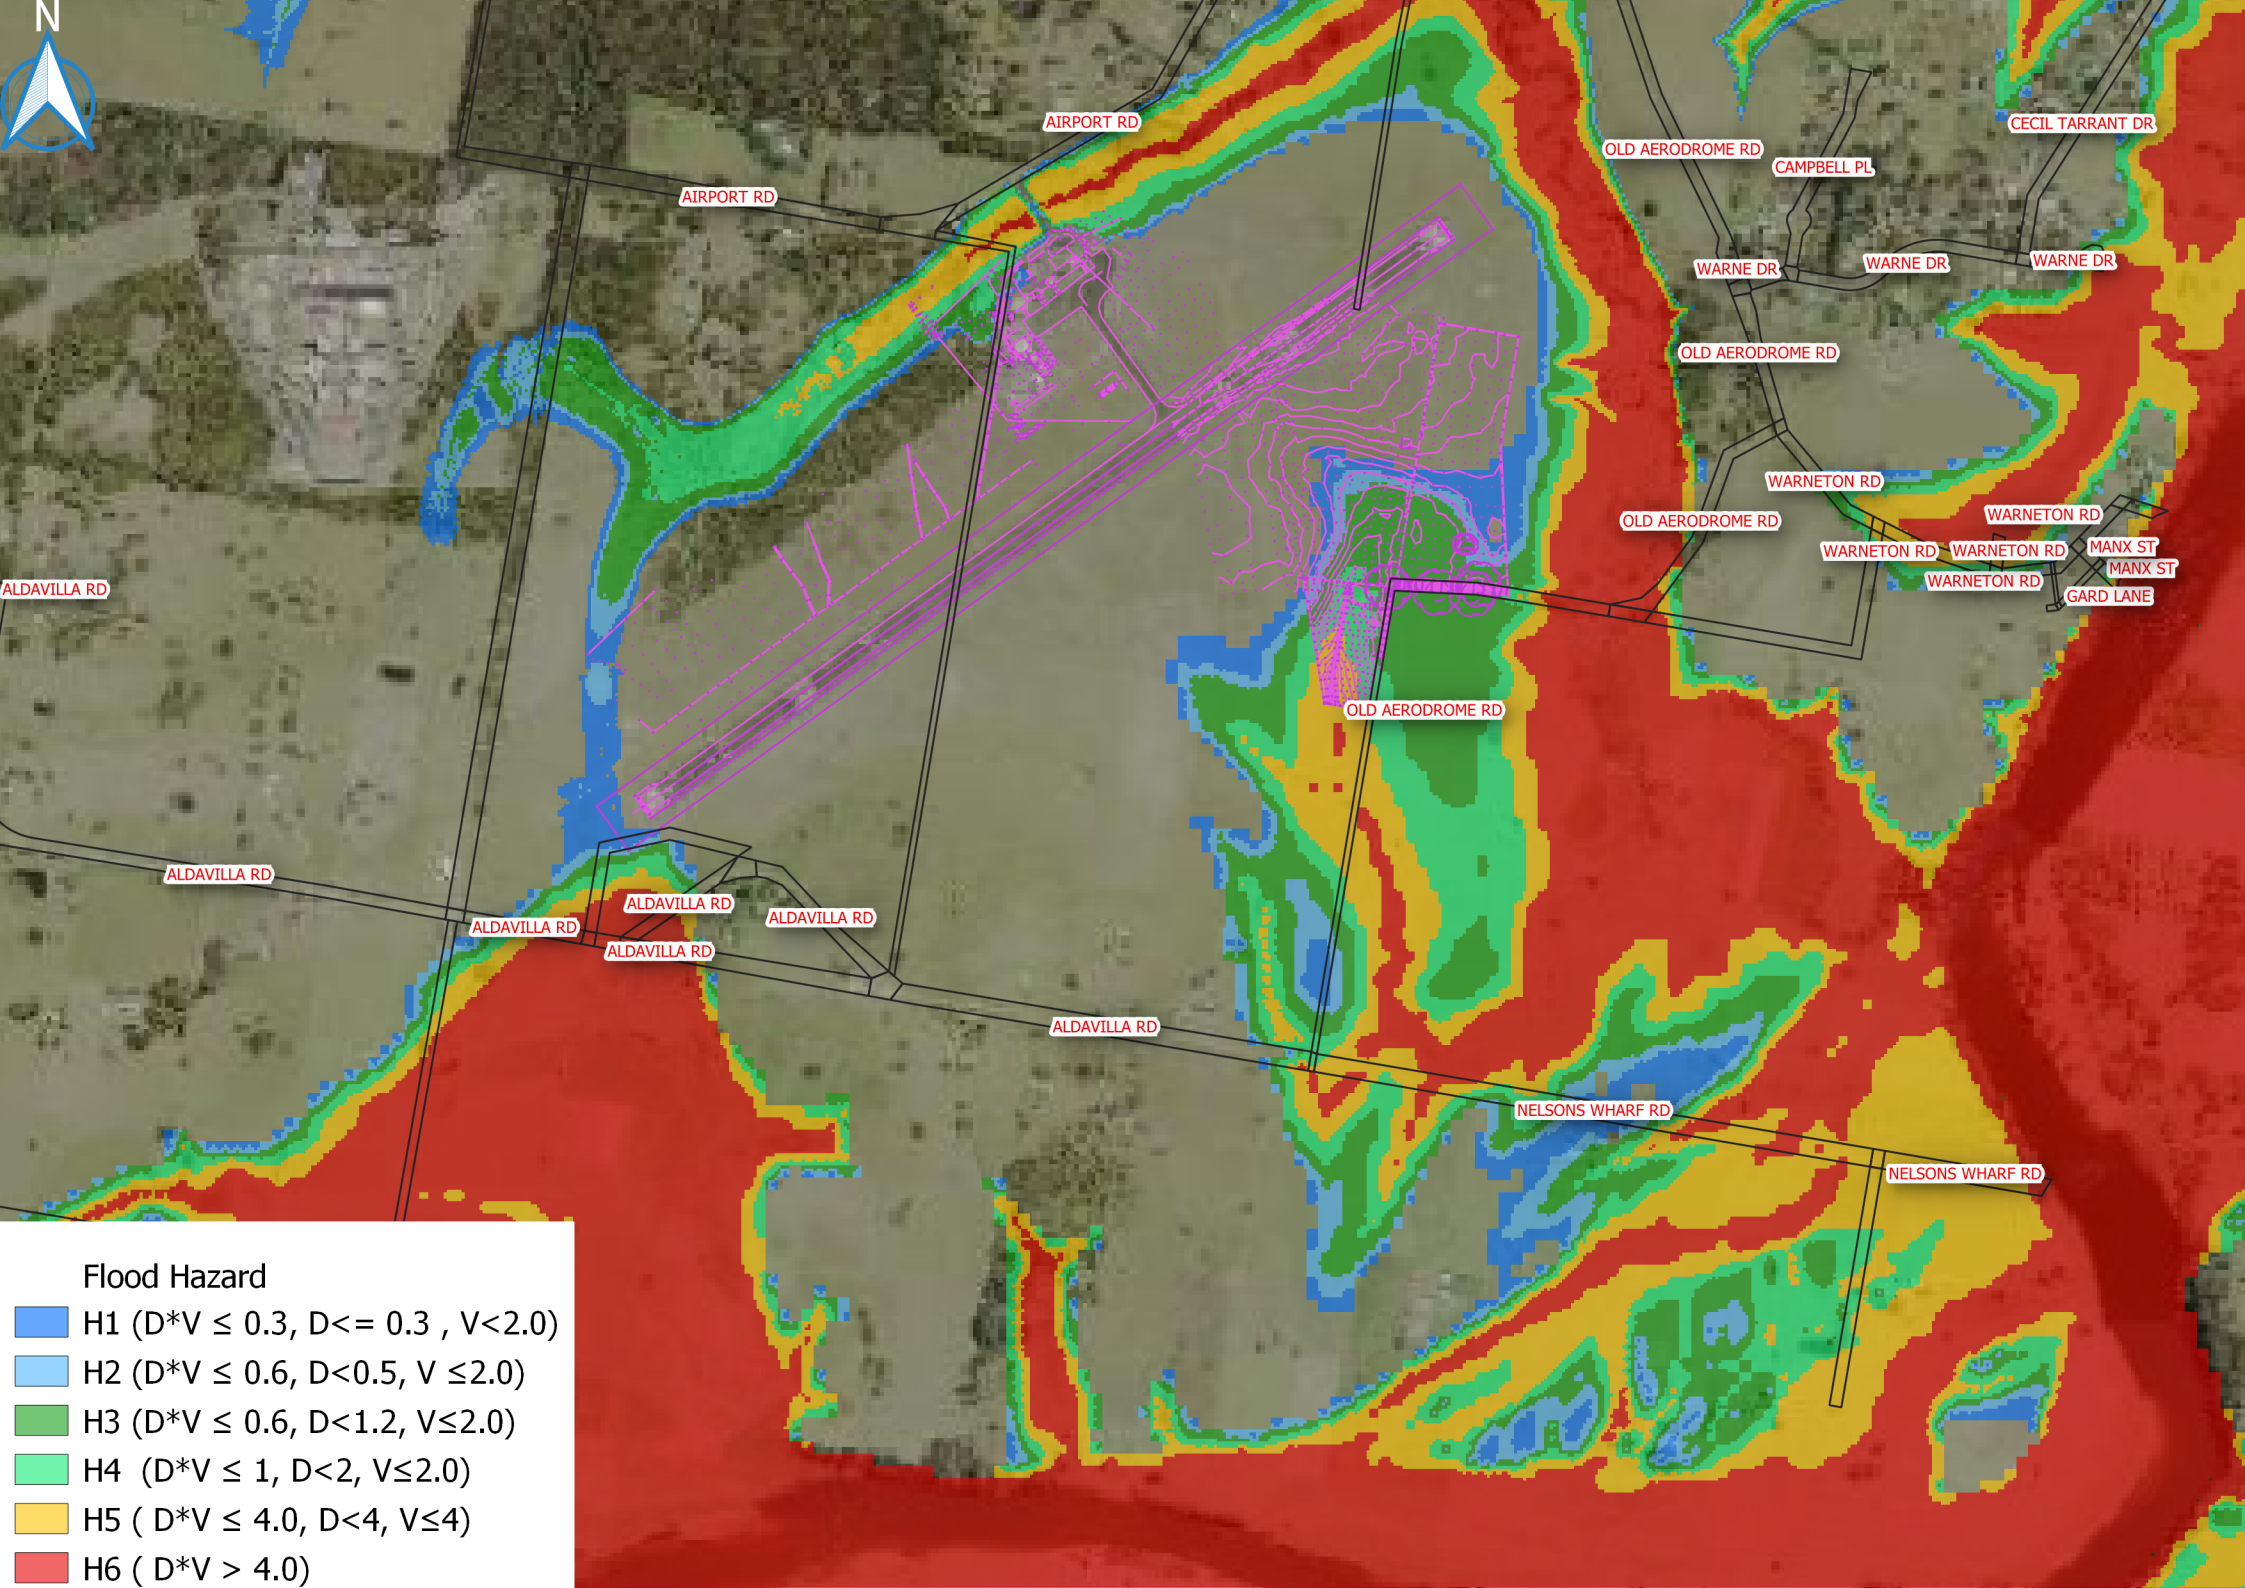 N
AIRPORT RD
CECIL TARRANT DR
OLD AERODROME RD
CAMPBELL PL
AIRPORT RD
WARNE DR
WARNE DR
WARNE DR
OLD AERODROME RD
WARNETON RD
WARNETON RD
OLD AERODROME RD
WARNETON RD
WARNETON RD
MANX ST
MANX ST
WARNETON RD
ALDAVILLA RD
GARD LANE
OLD AERODROME RD
ALDAVILLA RD
ALDAVILLA RD
ALDAVILLA RD
ALDAVILLA RD
ALDAVILLA RD
ALDAVILLA RD
NELSONS WHARF RD
NELSONS WHARF RD
Flood Hazard
H1 (D*V ≤ 0.3, D<= 0.3 , V<2.0)
H2 (D*V ≤ 0.6, D<0.5, V ≤2.0)
H3 (D*V ≤ 0.6, D<1.2, V≤2.0)
H4  (D*V ≤ 1, D<2, V≤2.0)
H5 ( D*V ≤ 4.0, D<4, V≤4)
H6 ( D*V > 4.0)